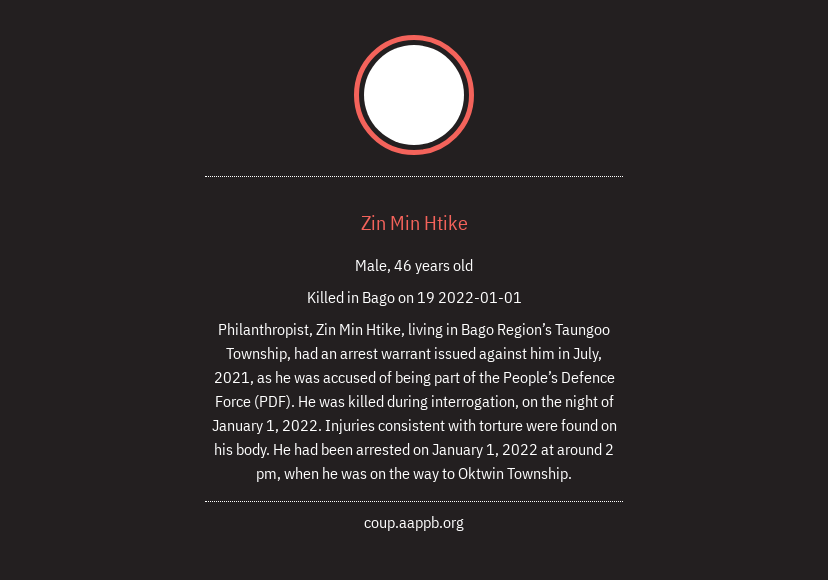 Zin Min Htike
Male, 46 years old
Killed in Bago on 19 2022-01-01
Philanthropist, Zin Min Htike, living in Bago Region’s Taungoo
Township, had an arrest warrant issued against him in July,
2021, as he was accused of being part of the People’s Defence
Force (PDF). He was killed during interrogation, on the night of
January 1, 2022. Injuries consistent with torture were found on
his body. He had been arrested on January 1, 2022 at around 2
pm, when he was on the way to Oktwin Township.
coup.aappb.org